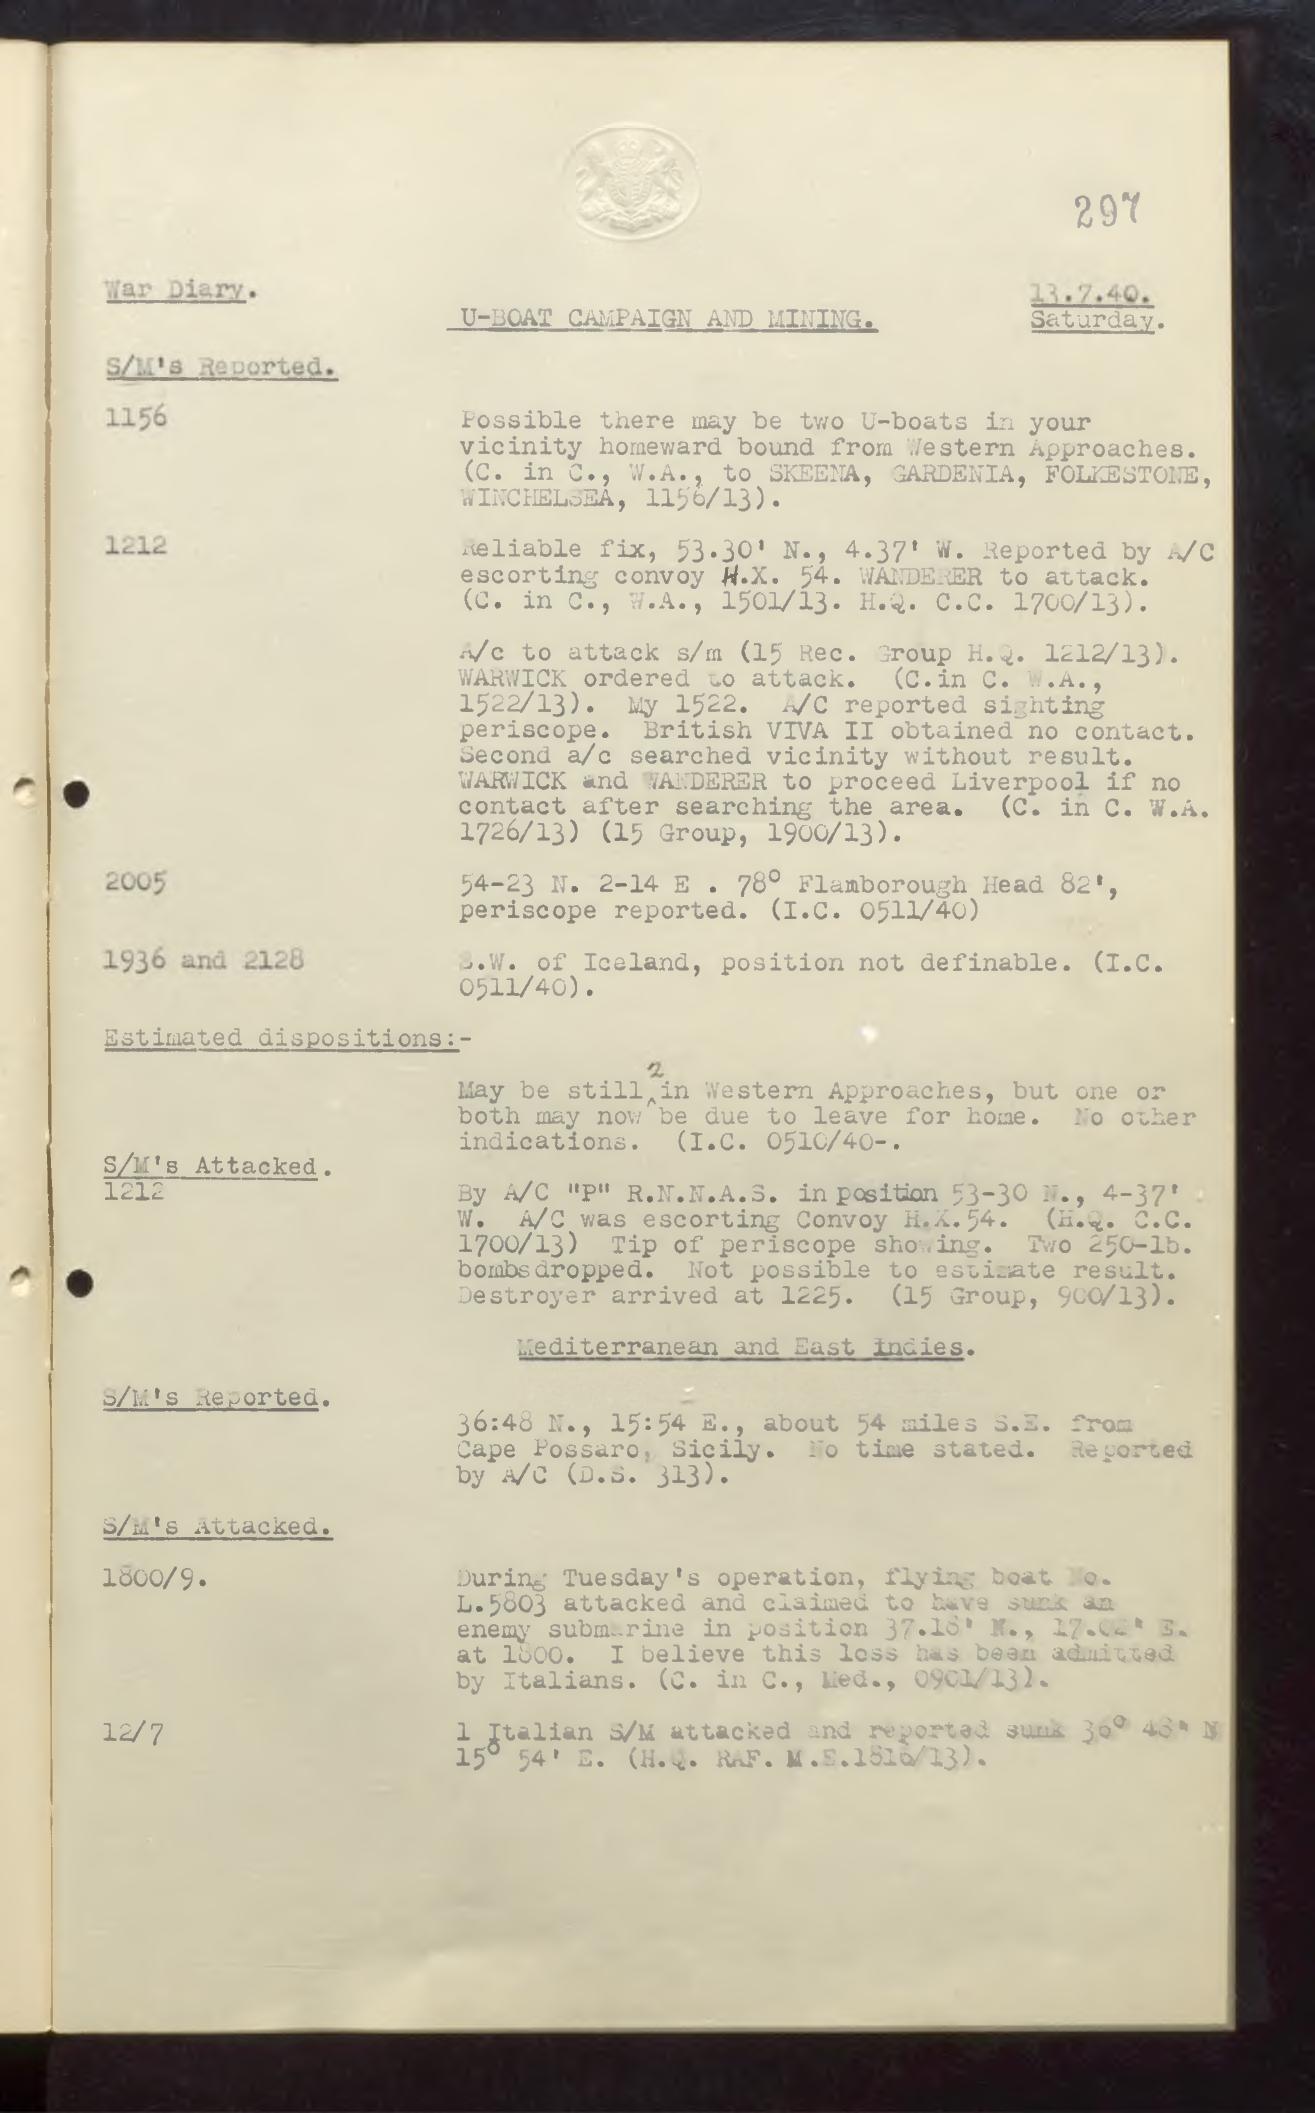 297
War Diary.
13.7.40.
U-BOAT CAMPAIGN AND MINING.
Saturday.
S/M's Reported.
1156
Possible there may be two U-boats in your
vicinity homeward bound from Western Approaches.
(C. in C., W.A., to SKEENA, GARDENIA, FOLKESTONE,
WINCHELSEA, 1156/13).
1212
Reliable fix, 53.30' N., 4.37' W. Reported by A/C
escorting convoy H.X. 54. WANDERER to attack.
(C. in C., W.A., 1501/13. H.Q. C.C. 1700/13).
A/c to attack s/m (15 Rec. Group H.Q. 1212/13).
WARWICK ordered to attack. (C.in C. W.A.,
1522/13). My 1522. A/C reported sighting
periscope. British VIVA II obtained no contact.
Second a/c searched vicinity without result.
WARWICK and WANDERER to proceed Liverpool if no
contact after searching the area. (C. in C. W.A.
1726/13) (15 Group, 1900/13).
2005
54-23 N. 2-14 E . 78° Flamborough Head 82',
periscope reported. (I.C. 0511/40)
1936 and 2128
S.W. of Iceland, position not definable. (I.C.
0511/40).
Estimated dispositions:-
May be still 2 in Western Approaches, but one or
both may now be due to leave for home. No other
indications. (I.C. 0510/40-.
S/M's Attacked.
1212
By A/C "P" R.N.N.A.S. in position 53-30 N., 4-37'
W. A/C was escorting Convoy H.X.54. (H.Q. C.C.
1700/13) Tip of periscope showing. Two 250-lb.
bombs dropped. Not possible to estimate result.
Destroyer arrived at 1225. (15 Group, 900/13).
Mediterranean and East Indies.
S/M's Reported.
36:48 N., 15:54 E., about 54 miles S.E. from
Cape Possaro, Sicily. No time stated. Reported
by A/C (D.S. 313).
S/M's Attacked.
1800/9.
During Tuesday's operation, flying boat No.
L.5803 attacked and claimed to have sunk an
enemy submarine in position 37.18' N., E.
at 1800. I believe this loss has been admitted
by Italians. (C. in C., Med., 0901/13).
12/7
1 Italian S/M attacked and reported sunk 36° 48' N
15° 54' E. (H.Q. RAF. M.E.1816/13).